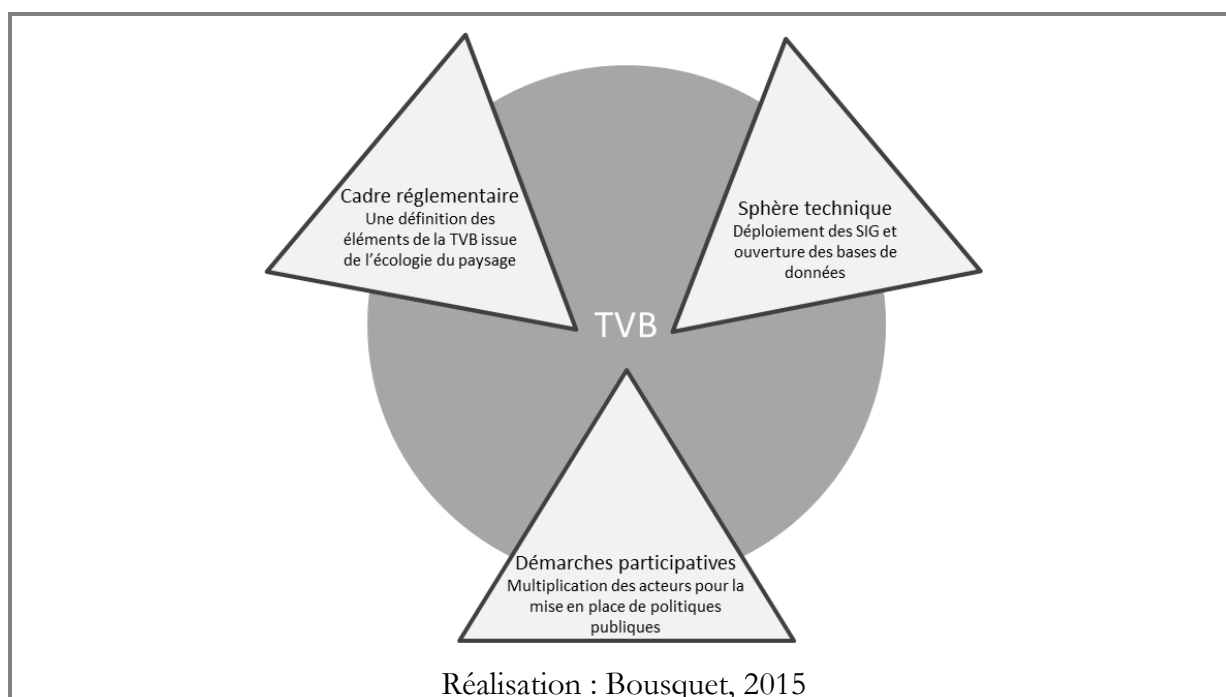 Cadre réglementaire
Une définition des
éléments de la TVB issue
de l’écologie du paysage
Sphère technique
Déploiement des SIG et
ouverture des bases de
données
TVB
Démarches participatives
Multiplication des acteurs pour la
mise en place de politiques
publiques
Réalisation : Bousquet, 2015